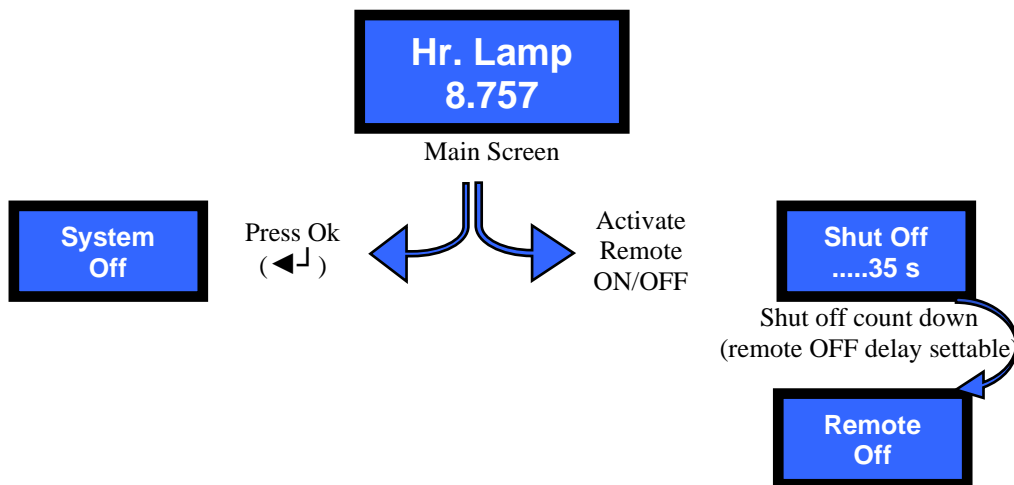 Hr. Lamp
8.757
Main Screen
System
Off
Press Ok
(◄┘)
Activate
Remote
ON/OFF
Shut Off
.....35 s
Shut off count down
(remote OFF delay settable)
Remote
Off